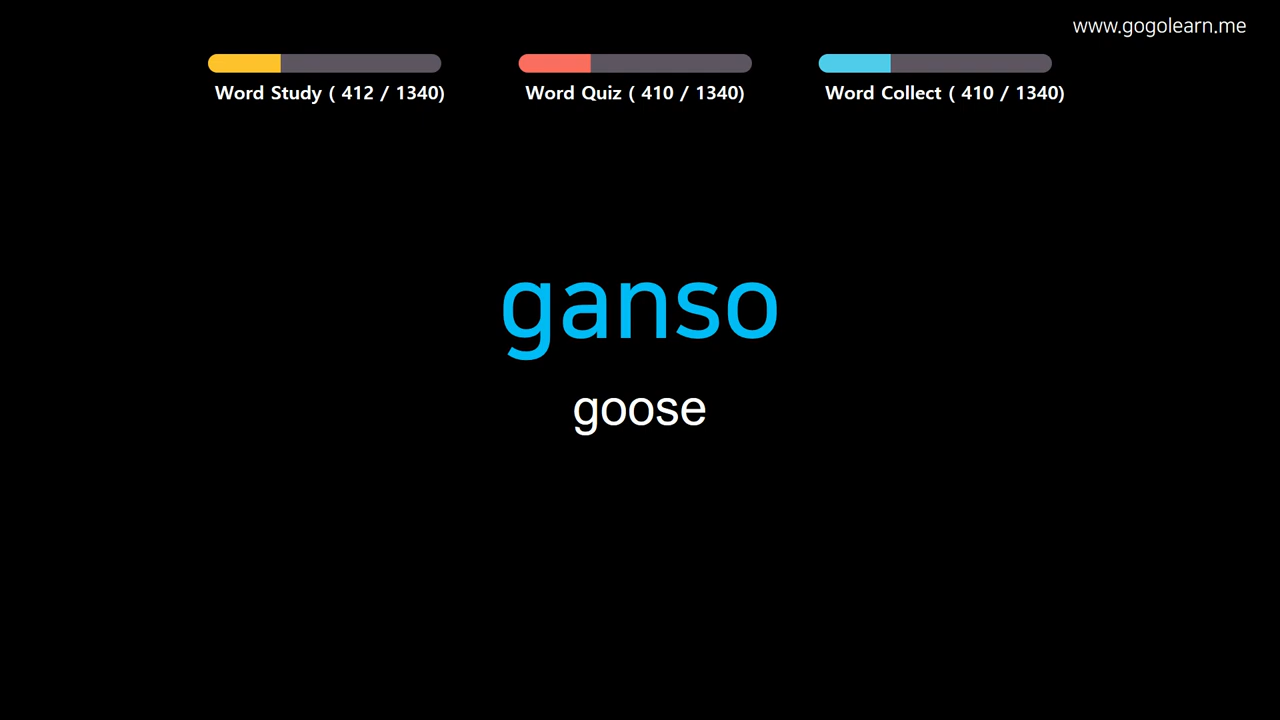 www.gogolearn.me
Word Study ( 412 / 1340)
Word Quiz ( 410 / 1340)
Word Collect ( 410 / 1340)
ganso
goose